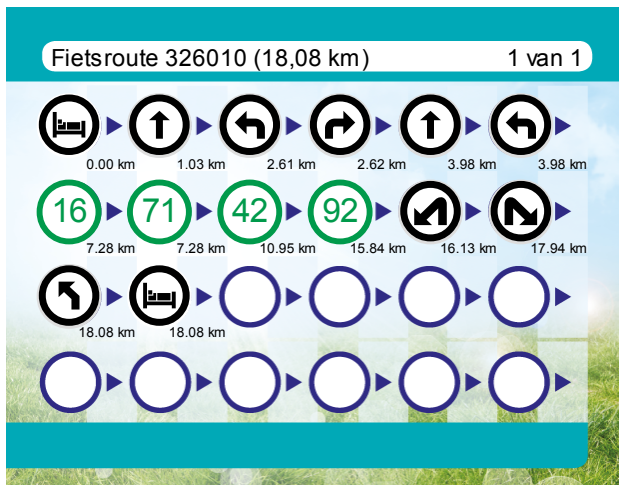 Fietsroute 326010 (18,08 km) 1 van 1
0.00 km 1.03 km 2.61 km 2.62 km 3.98 km 3.98 km
16 71 42 92
7.28 km 7.28 km 10.95 km 15.84 km 16.13 km 17.94 km
18.08 km 18.08 km